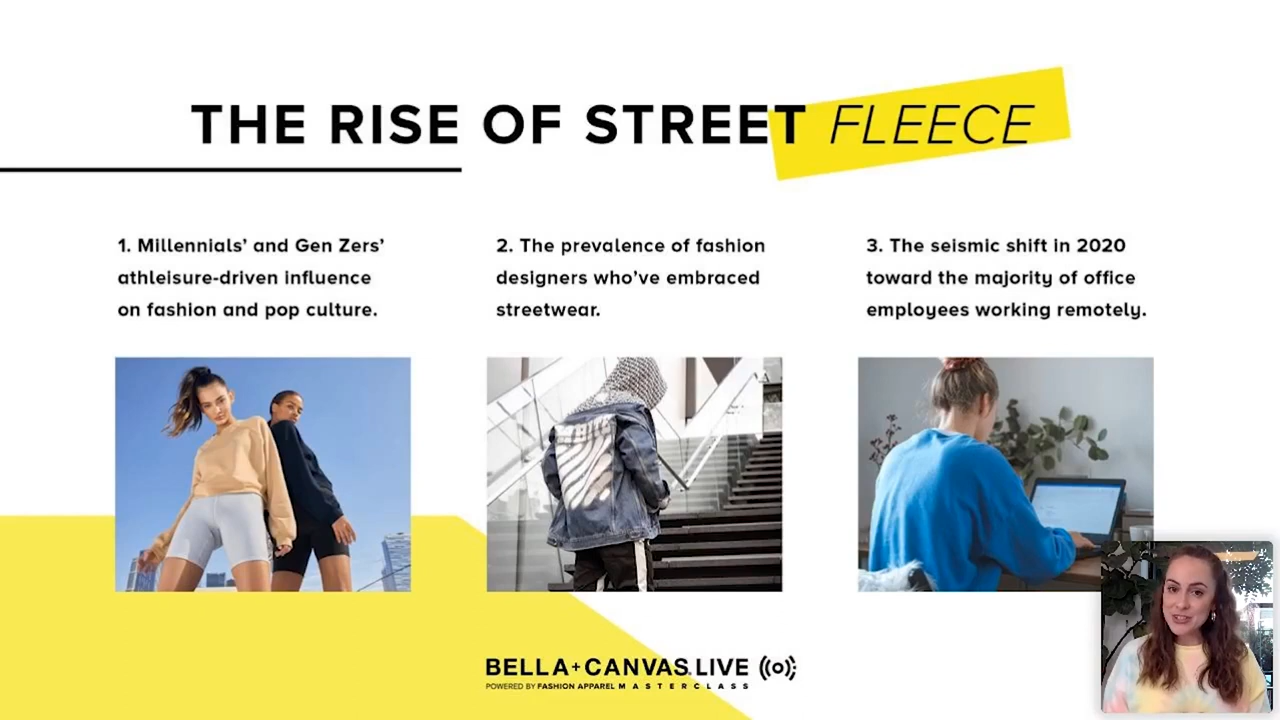 THE RISE OF STREET FLEECE
1. Millennials’ and Gen Zers’
athleisure-driven influence
on fashion and pop culture.
2. The prevalence of fashion
designers who’ve embraced
streetwear.
3. The seismic shift in 2020
toward the majority of office
employees working remotely.
BELLA+CANVAS.LIVE
POWERED BY FASHION APPAREL MASTERCLASS